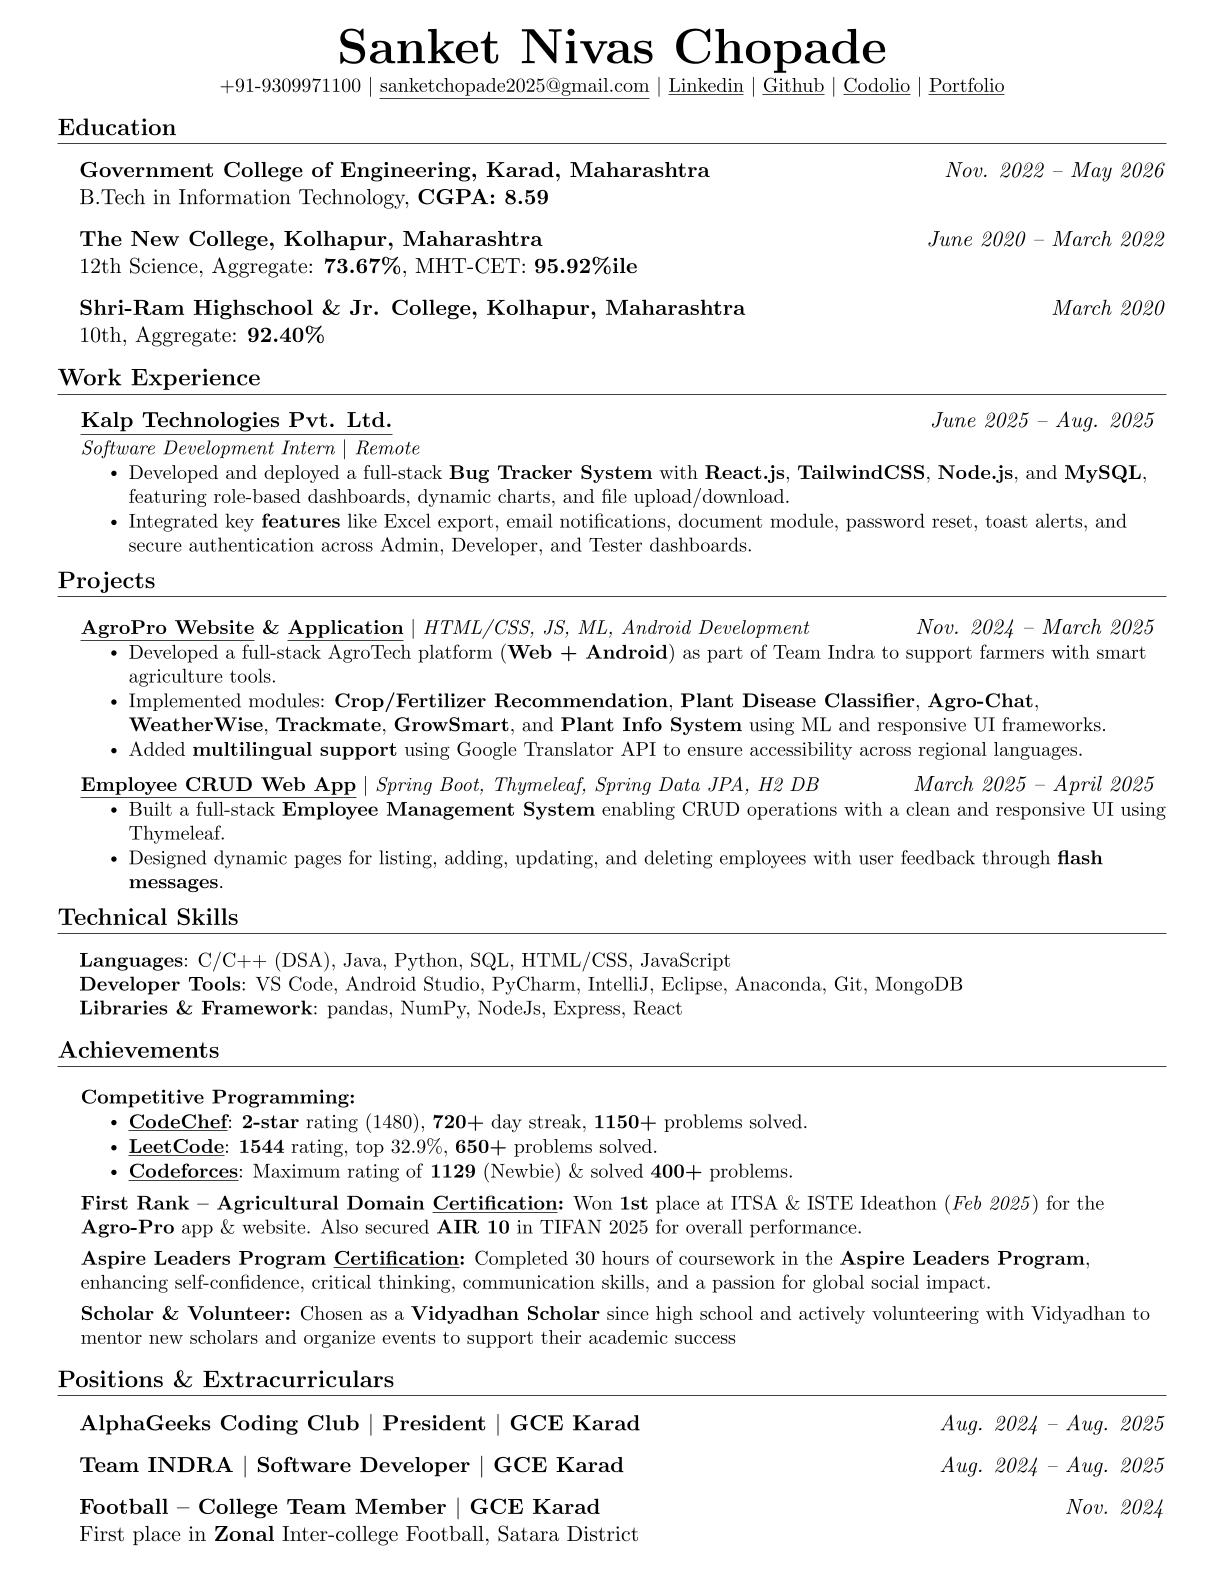 Sanket Nivas Chopade
+91-9309971100 | sanketchopade2025@gmail.com | Linkedin | Github | Codolio | Portfolio
Education
Government College of Engineering, Karad, Maharashtra Nov. 2022 – May 2026
B.Tech in Information Technology, CGPA: 8.59
The New College, Kolhapur, Maharashtra June 2020 – March 2022
12th Science, Aggregate: 73.67%, MHT-CET: 95.92%ile
Shri-Ram Highschool & Jr. College, Kolhapur, Maharashtra March 2020
10th, Aggregate: 92.40%
Work Experience
Kalp Technologies Pvt. Ltd. June 2025 – Aug. 2025
Software Development Intern | Remote
• Developed and deployed a full-stack Bug Tracker System with React.js, TailwindCSS, Node.js, and MySQL,
featuring role-based dashboards, dynamic charts, and file upload/download.
• Integrated key features like Excel export, email notifications, document module, password reset, toast alerts, and
secure authentication across Admin, Developer, and Tester dashboards.
Projects
AgroPro Website & Application | HTML/CSS, JS, ML, Android Development Nov. 2024 – March 2025
• Developed a full-stack AgroTech platform (Web + Android) as part of Team Indra to support farmers with smart
agriculture tools.
• Implemented modules: Crop/Fertilizer Recommendation, Plant Disease Classifier, Agro-Chat,
WeatherWise, Trackmate, GrowSmart, and Plant Info System using ML and responsive UI frameworks.
• Added multilingual support using Google Translator API to ensure accessibility across regional languages.
Employee CRUD Web App | Spring Boot, Thymeleaf, Spring Data JPA, H2 DB March 2025 – April 2025
• Built a full-stack Employee Management System enabling CRUD operations with a clean and responsive UI using
Thymeleaf.
• Designed dynamic pages for listing, adding, updating, and deleting employees with user feedback through flash
messages.
Technical Skills
Languages: C/C++ (DSA), Java, Python, SQL, HTML/CSS, JavaScript
Developer Tools: VS Code, Android Studio, PyCharm, IntelliJ, Eclipse, Anaconda, Git, MongoDB
Libraries & Framework: pandas, NumPy, NodeJs, Express, React
Achievements
Competitive Programming:
• CodeChef: 2-star rating (1480), 720+ day streak, 1150+ problems solved.
• LeetCode: 1544 rating, top 32.9%, 650+ problems solved.
• Codeforces: Maximum rating of 1129 (Newbie) & solved 400+ problems.
First Rank – Agricultural Domain Certification: Won 1st place at ITSA & ISTE Ideathon (Feb 2025) for the
Agro-Pro app & website. Also secured AIR 10 in TIFAN 2025 for overall performance.
Aspire Leaders Program Certification: Completed 30 hours of coursework in the Aspire Leaders Program,
enhancing self-confidence, critical thinking, communication skills, and a passion for global social impact.
Scholar & Volunteer: Chosen as a Vidyadhan Scholar since high school and actively volunteering with Vidyadhan to
mentor new scholars and organize events to support their academic success
Positions & Extracurriculars
AlphaGeeks Coding Club | President | GCE Karad Aug. 2024 – Aug. 2025
Team INDRA | Software Developer | GCE Karad Aug. 2024 – Aug. 2025
Football – College Team Member | GCE Karad Nov. 2024
First place in Zonal Inter-college Football, Satara District